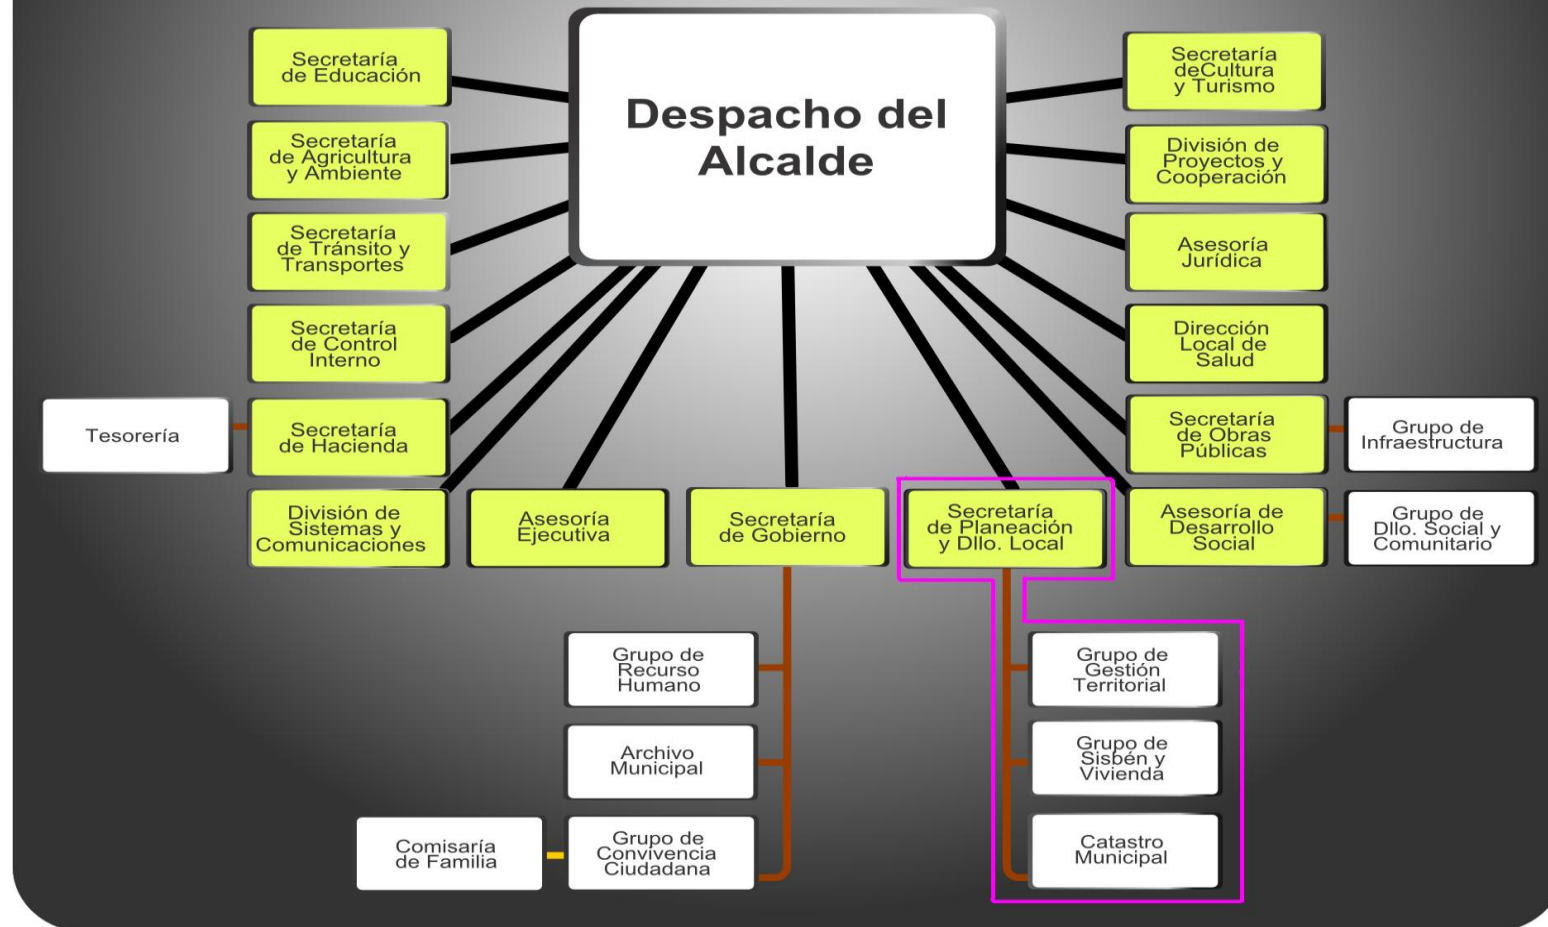 Despacho del
Alcalde
Secretaría
de Educación
Secretaría
de Agricultura
y Ambiente
Secretaría
de Tránsito y
Transportes
Secretaría
de Control
Interno
Tesorería
Secretaría
de Hacienda
División de
Sistemas y
Comunicaciones
Asesoría
Ejecutiva
Secretaría
de Gobierno
Secretaría
de Planeación
y Dllo. Local
Secretaría
deCultura
y Turismo
División de
Proyectos y
Cooperación
Asesoría
Jurídica
Dirección
Local de
Salud
Secretaría
de Obras
Públicas
Grupo de
Infraestructura
Asesoría de
Desarrollo
Social
Grupo de
Dllo. Social y
Comunitario
Grupo de
Recurso
Humano
Archivo
Municipal
Comisaría
de Familia
Grupo de
Convivencia
Ciudadana
Grupo de
Gestión
Territorial
Grupo de
Sisbén y
Vivienda
Catastro
Municipal